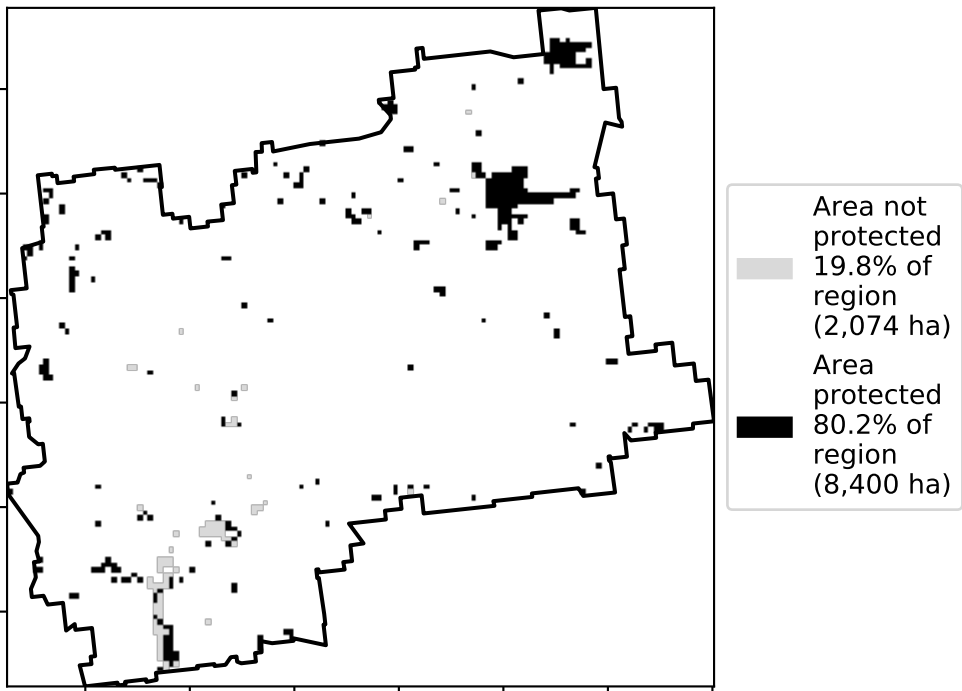 Area not
protected
19.8% of
region
(2,074 ha)
Area
protected
80.2% of
region
(8,400 ha)